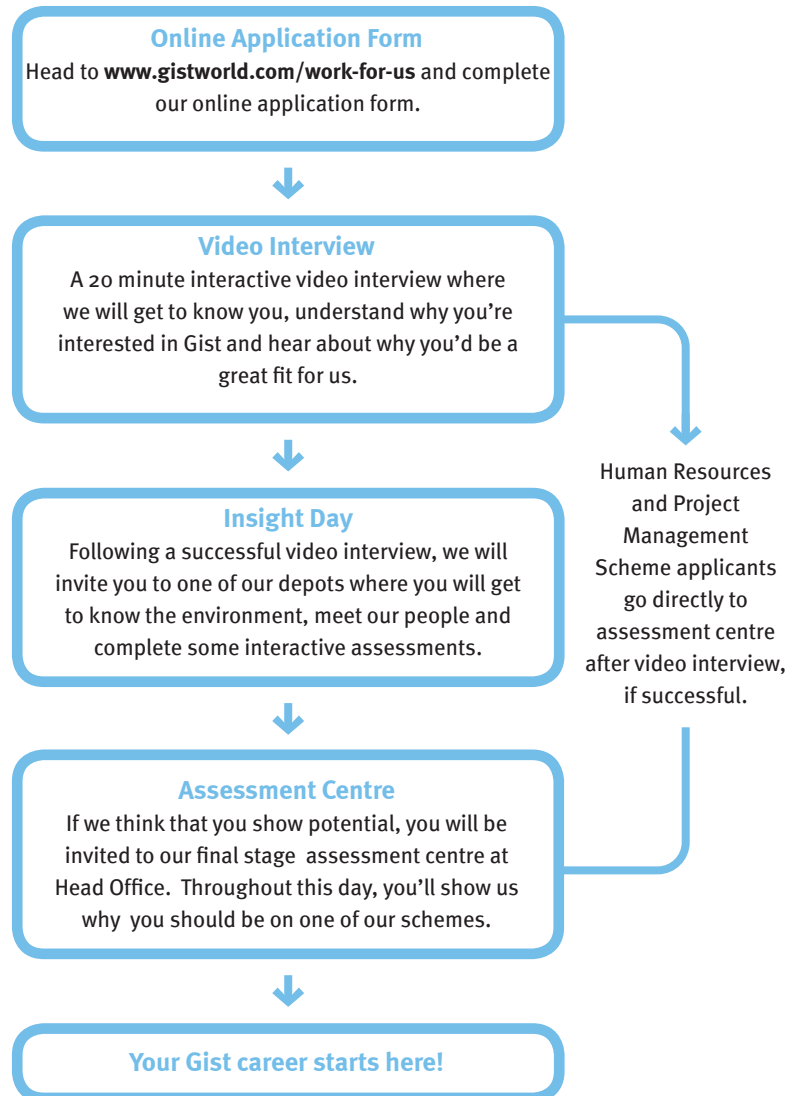 Online Application Form
Head to www.gistworld.com/work-for-us and complete
our online application form.
Video Interview
A 20 minute interactive video interview where
we will get to know you, understand why you're
interested in Gist and hear about why you'd be a
great fit for us.
Insight Day
Following a successful video interview, we will
invite you to one of our depots where you will get
to know the environment, meet our people and
complete some interactive assessments.
Human Resources
and Project
Management
Scheme applicants
go directly to
assessment centre
after video interview,
if successful.
Assessment Centre
If we think that you show potential, you will be
invited to our final stage assessment centre at
Head Office. Throughout this day, you'll show us
why you should be on one of our schemes.
Your Gist career starts here!